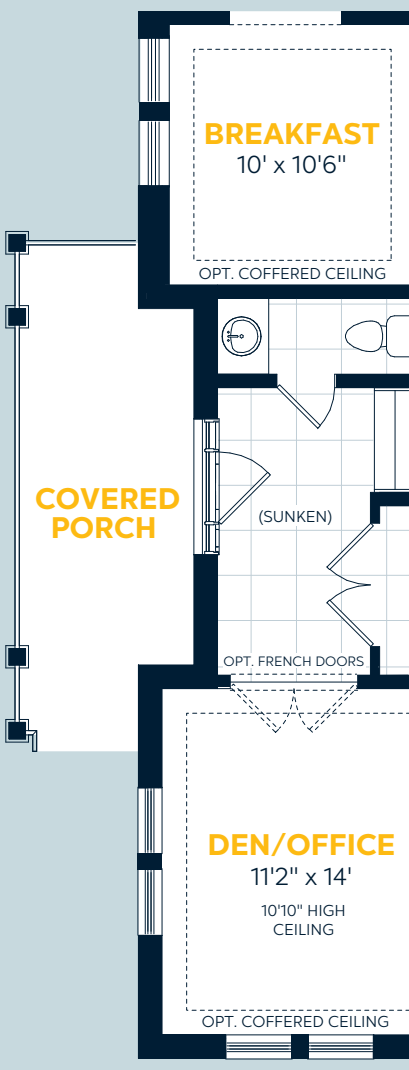 BREAKFAST
10' x 10'6"
OPT. COFFERED CEILING
COVERED
PORCH
(SUNKEN)
OPT. FRENCH DOORS
DEN/OFFICE
11'2" x 14'
10'10" HIGH
CEILING
OPT. COFFERED CEILING